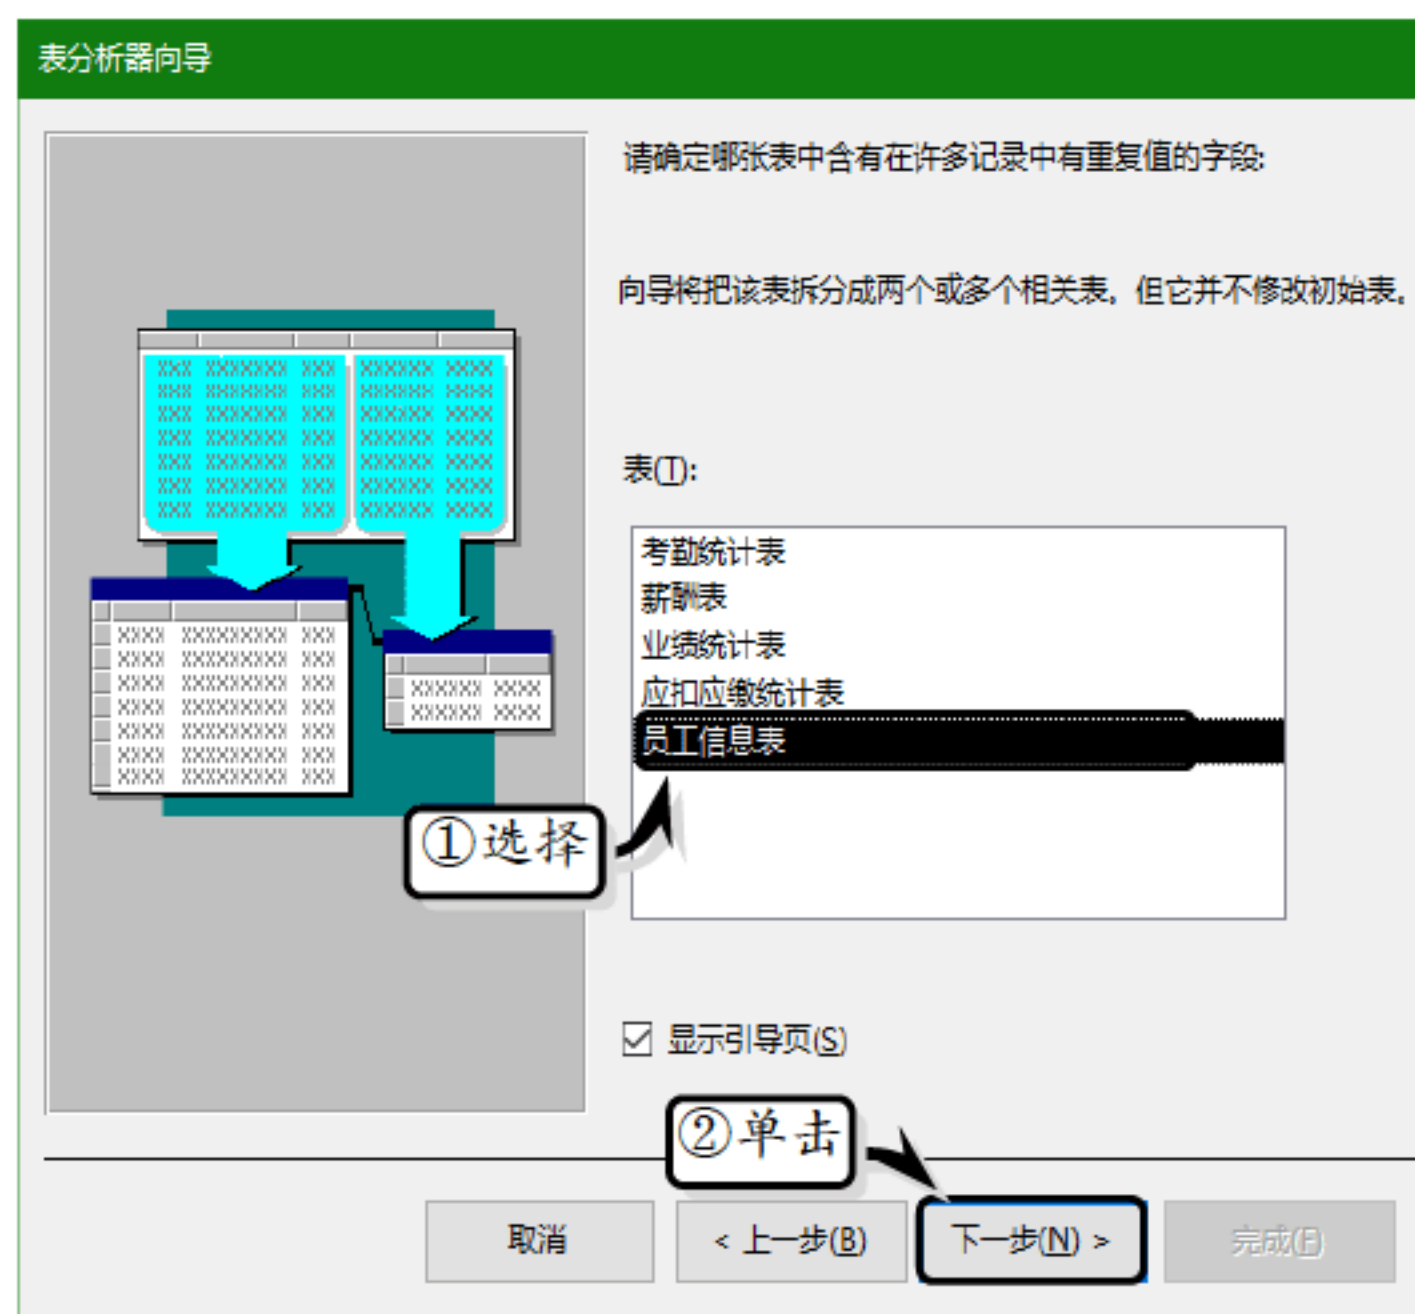 表分析器向导
请确定哪张表中含有在许多记录中有重复值的字段:
向导将把该表拆分成两个或多个相关表。但它并不修改初始表。
表(T):
考勤统计表
薪酬表
业绩统计表
应扣应缴统计表
员工信息表
①选择
显示引导页(S)
②单击
取消
< 上一步(B)
下一步(N) >
完成(F)